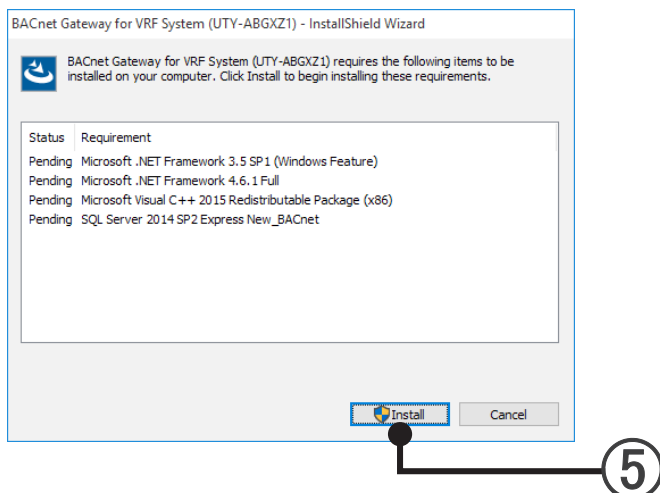 BACnet Gateway for VRF System (UTY-ABGXZ1) - InstallShield Wizard
BACnet Gateway for VRF System (UTY-ABGXZ1) requires the following items to be
installed on your computer. Click Install to begin installing these requirements.
Status Requirement
Pending Microsoft .NET Framework 3.5 SP1 (Windows Feature)
Pending Microsoft .NET Framework 4.6.1 Full
Pending Microsoft Visual C++ 2015 Redistributable Package (x86)
Pending SQL Server 2014 SP2 Express New_BACnet
Install Cancel
5